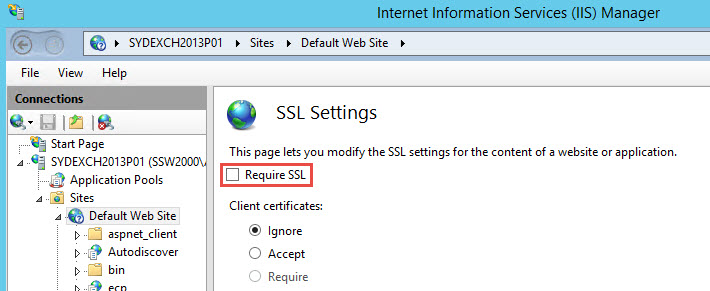 Internet Information Services (IIS) Manager
SYDEXCH2013P01 Sites Default Web Site
File View Help
Connections
Start Page
SYDEXCH2013P01 (SSW2000\
Application Pools
Sites
Default Web Site
aspnet_client
Autodiscover
bin
ecp
SSL Settings
This page lets you modify the SSL settings for the content of a website or application.
Require SSL
Client certificates:
Ignore
Accept
Require